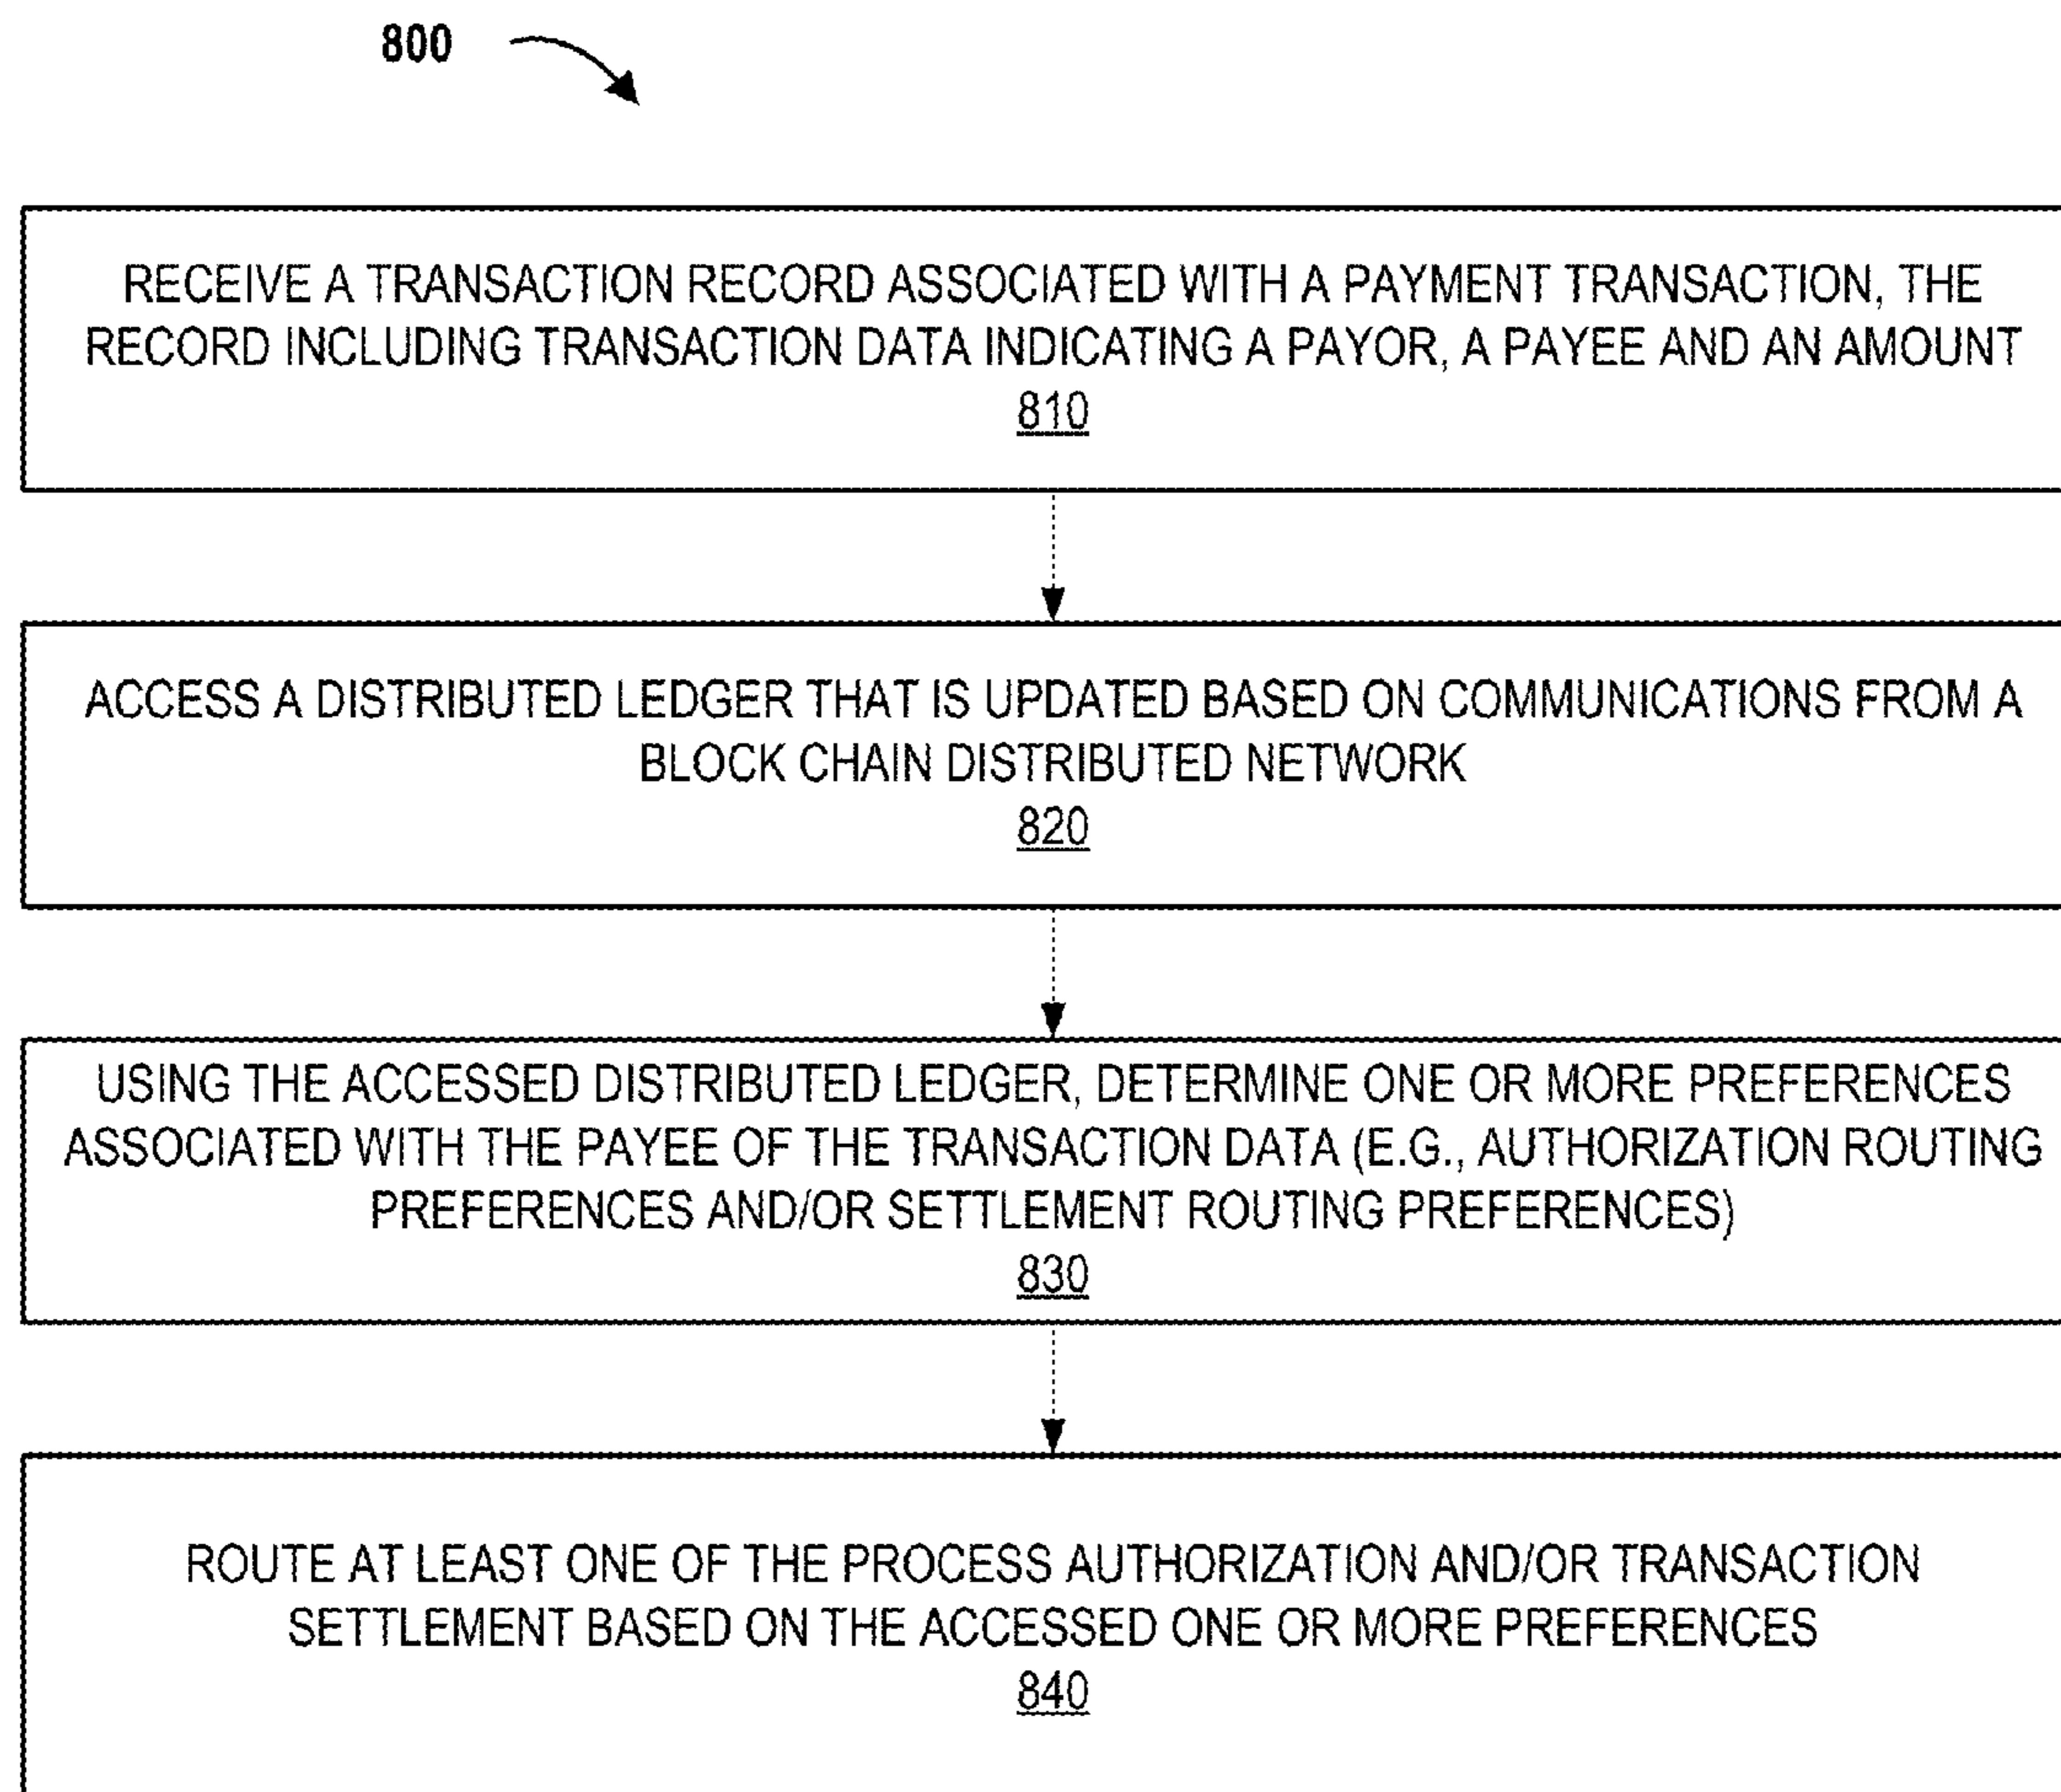 800
RECEIVE A TRANSACTION RECORD ASSOCIATED WITH A PAYMENT TRANSACTION, THE
RECORD INCLUDING TRANSACTION DATA INDICATING A PAYOR, A PAYEE AND AN AMOUNT
810
ACCESS A DISTRIBUTED LEDGER THAT IS UPDATED BASED ON COMMUNICATIONS FROM A
BLOCK CHAIN DISTRIBUTED NETWORK
820
USING THE ACCESSED DISTRIBUTED LEDGER, DETERMINE ONE OR MORE PREFERENCES
ASSOCIATED WITH THE PAYEE OF THE TRANSACTION DATA (E.G., AUTHORIZATION ROUTING
PREFERENCES AND/OR SETTLEMENT ROUTING PREFERENCES)
830
ROUTE AT LEAST ONE OF THE PROCESS AUTHORIZATION AND/OR TRANSACTION
SETTLEMENT BASED ON THE ACCESSED ONE OR MORE PREFERENCES
840